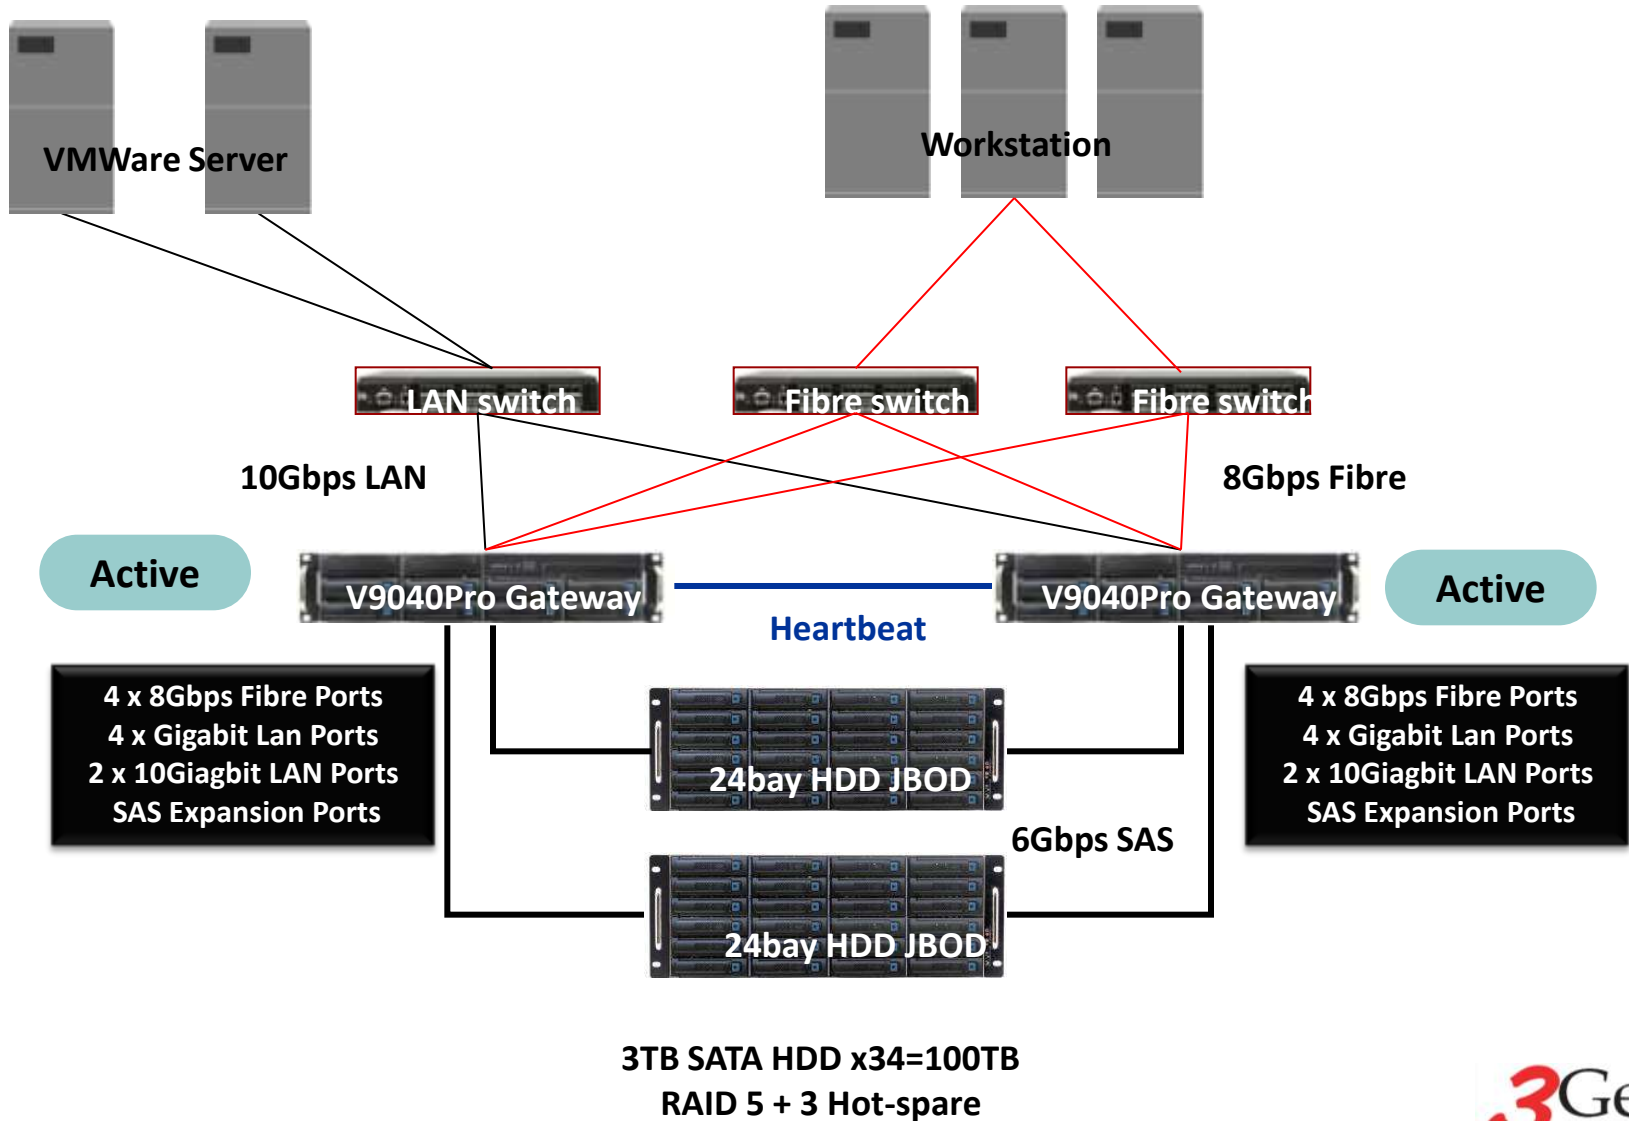 VMWare Server
Workstation
LAN switch
Fibre switch
Fibre switch
10Gbps LAN
8Gbps Fibre
Active
V9040Pro Gateway
Heartbeat
V9040Pro Gateway
Active
4 x 8Gbps Fibre Ports
4 x Gigabit Lan Ports
2 x 10Giagbit LAN Ports
SAS Expansion Ports
24bay HDD JBOD
6Gbps SAS
24bay HDD JBOD
4 x 8Gbps Fibre Ports
4 x Gigabit Lan Ports
2 x 10Giagbit LAN Ports
SAS Expansion Ports
3TB SATA HDD x34=100TB
RAID 5 + 3 Hot-spare
3Ge